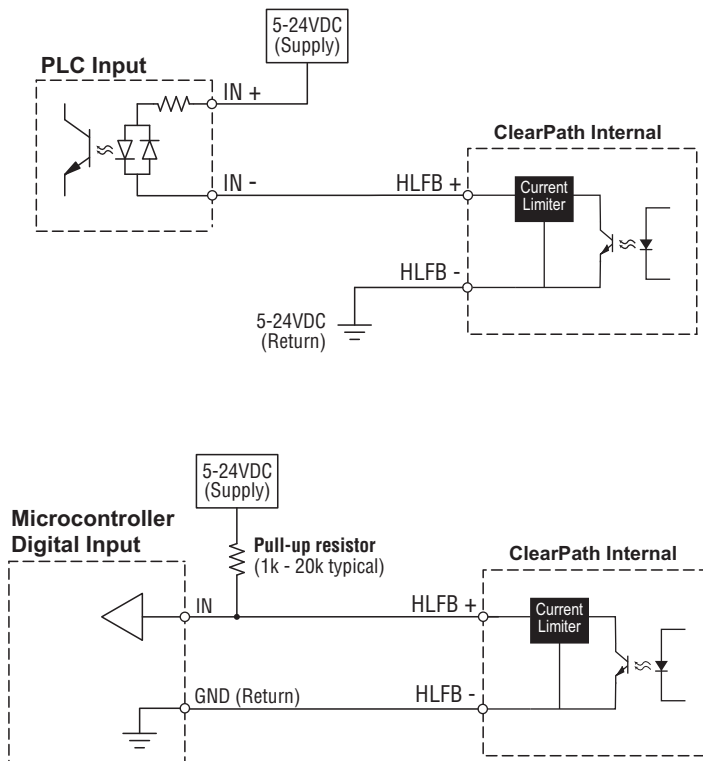 5-24VDC
(Supply)
PLC Input
IN +
ClearPath Internal
IN -
HLFB +
Current
Limiter
HLFB -
5-24VDC
(Return)
5-24VDC
(Supply)
Microcontroller
Digital Input
Pull-up resistor
(1k - 20k typical)
ClearPath Internal
IN
HLFB +
Current
Limiter
GND (Return)
HLFB -